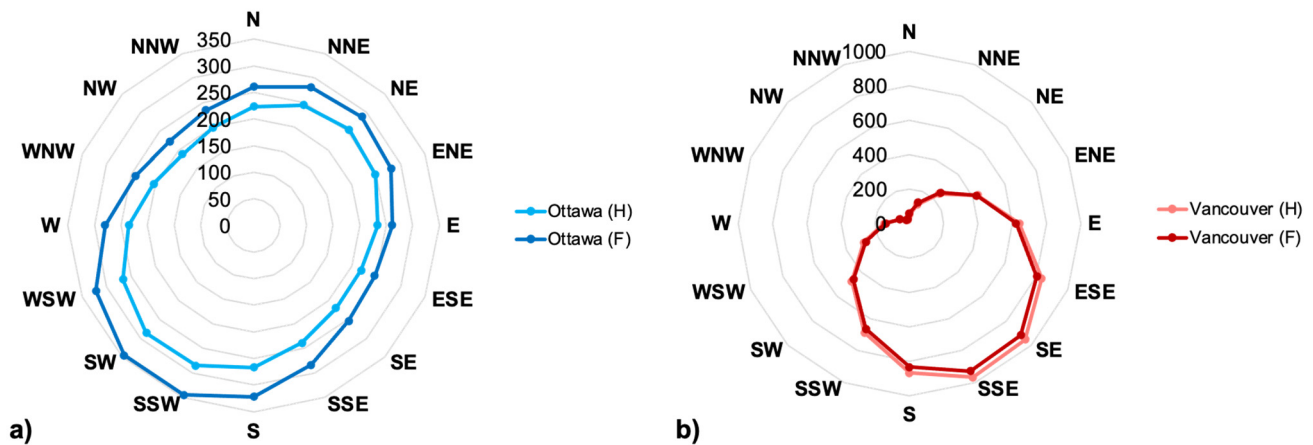 N
NNE
NE
ENE
E
ESE
SE
SSE
S
SSW
SW
WSW
W
WNW
NW
NNW
350
300
250
200
150
100
50
0
Ottawa (H)
Ottawa (F)
a)
N
NNE
NE
ENE
E
ESE
SE
SSE
S
SSW
SW
WSW
W
WNW
NW
NNW
1000
800
600
400
200
0
Vancouver (H)
Vancouver (F)
b)